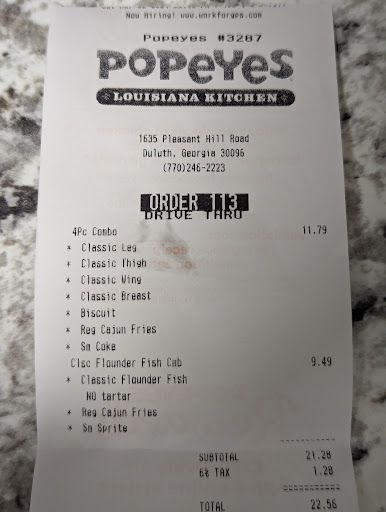 Now Hiring! www.workforpes.com
Popeyes #3287
POPEYES
LOUISIANA KITCHEN
1635 Pleasant Hill Road
Duluth, Georgia 30096
(770)246-2223
ORDER 113
DRIVE THRU
4Pc Combo 11.79
* Classic Leg
* Classic Thigh
* Classic Wing
* Classic Breast
* Biscuit
* Reg Cajun Fries
* Sm Coke
Clsc Flounder Fish Cmb 9.49
* Classic Flounder Fish
NO tartar
* Reg Cajun Fries
* Sm Sprite
SUBTOTAL 21.28
6% TAX 1.28
TOTAL 22.56